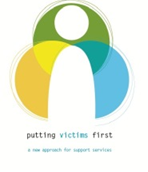 putting victims first
a new approach for support services